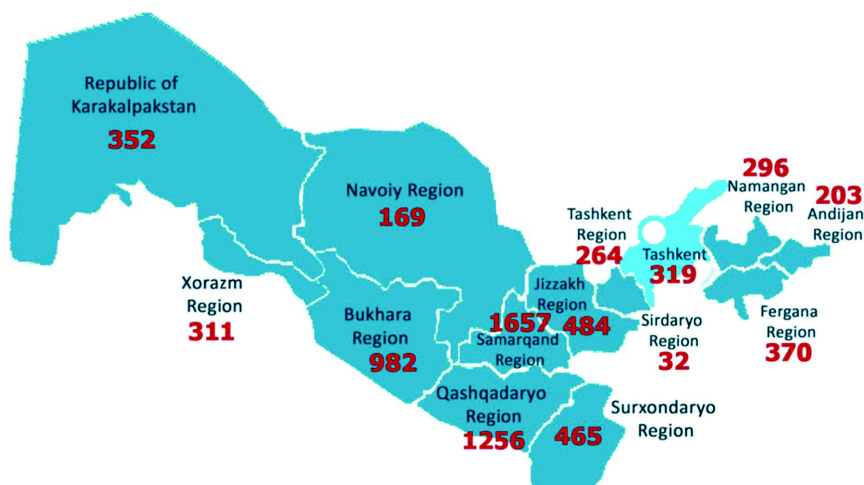 Republic of
Karakalpakstan
352
Navoiy Region
169
Xorazm
Region
311
Bukhara
Region
982
Tashkent
Region
264
Tashkent
319
296
Namangan
Region
203
Andijan
Region
Jizzakh
Region
484
1657
Samarqand
Region
Sirdaryo
Region
32
Fergana
Region
370
Qashqadaryo
Region
1256
465
Surxondaryo
Region